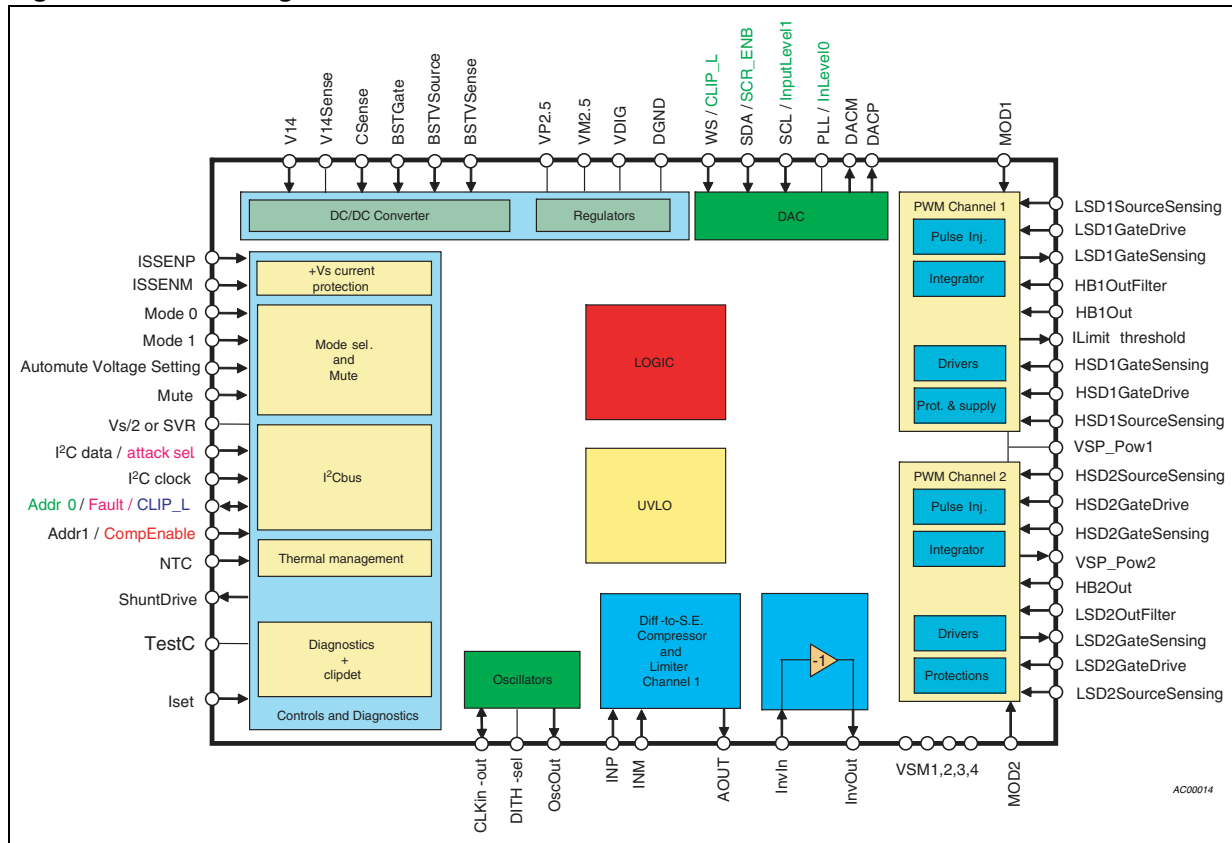 V14
V14Sense
CSense
BSTGate
BSTVSource
BSTVSense
VP2.5
VM2.5
VDIG
DGND
WS / CLIP_L
SDA / SCR_ENB
SCL / InputLevel1
PLL / InLevel0
DACM
DACP
MOD1
DC/DC Converter
Regulators
DAC
ISSENP
ISSENM
Mode 0
Mode 1
Automute Voltage Setting
Mute
Vs/2 or SVR
I²C data / attack sel.
I²C clock
Addr 0 / Fault / CLIP_L
Addr1 / CompEnable
NTC
ShuntDrive
TestC
Iset
+Vs current
protection
Mode sel.
and
Mute
I²Cbus
Thermal management
Diagnostics
+
clipdet
Controls and Diagnostics
LOGIC
UVLO
Oscillators
Diff-to-S.E.
Compressor
and
Limiter
Channel 1
-1
PWM Channel 1
Pulse Inj.
Integrator
Drivers
Prot. & supply
PWM Channel 2
Pulse Inj.
Integrator
Drivers
Protections
LSD1SourceSensing
LSD1GateDrive
LSD1GateSensing
HB1OutFilter
HB1Out
ILimit threshold
HSD1GateSensing
HSD1GateDrive
HSD1SourceSensing
VSP_Pow1
HSD2SourceSensing
HSD2GateDrive
HSD2GateSensing
VSP_Pow2
HB2Out
LSD2OutFilter
LSD2GateSensing
LSD2GateDrive
LSD2SourceSensing
CLKin -out
DITH -sel
OscOut
INP
INM
AOUT
InvIn
InvOut
VSM1,2,3,4
MOD2
AC00014